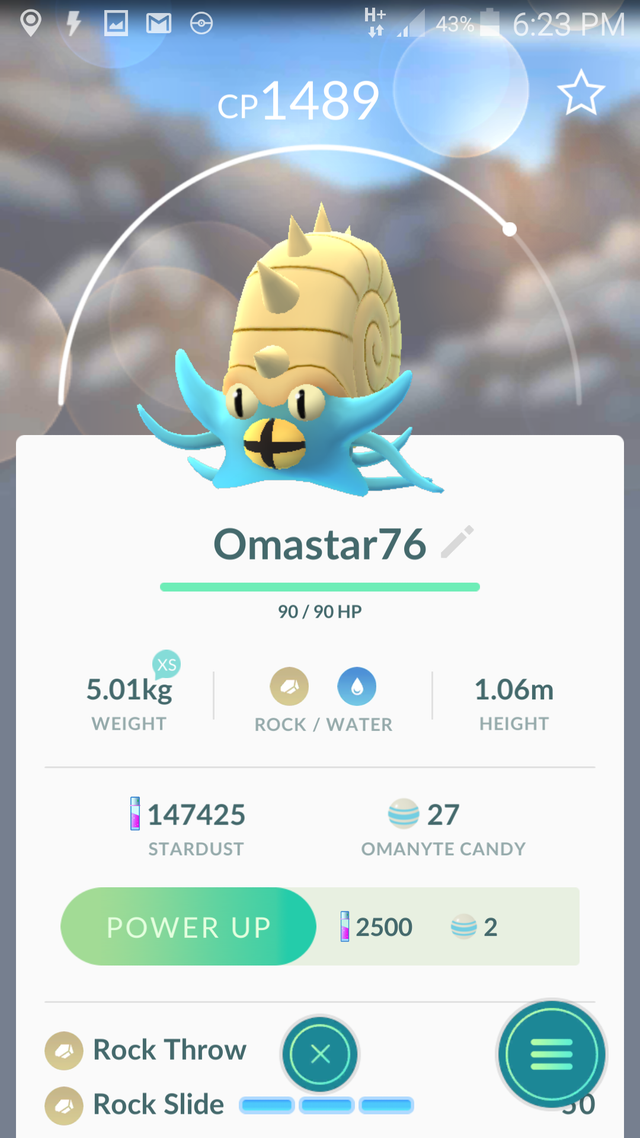 H+ 43% 6:23 PM
CP1489
Omastar76
90 / 90 HP
XS
5.01kg 1.06m
WEIGHT ROCK / WATER HEIGHT
147425 27
STARDUST OMANYTE CANDY
POWER UP 2500 2
Rock Throw
Rock Slide 50